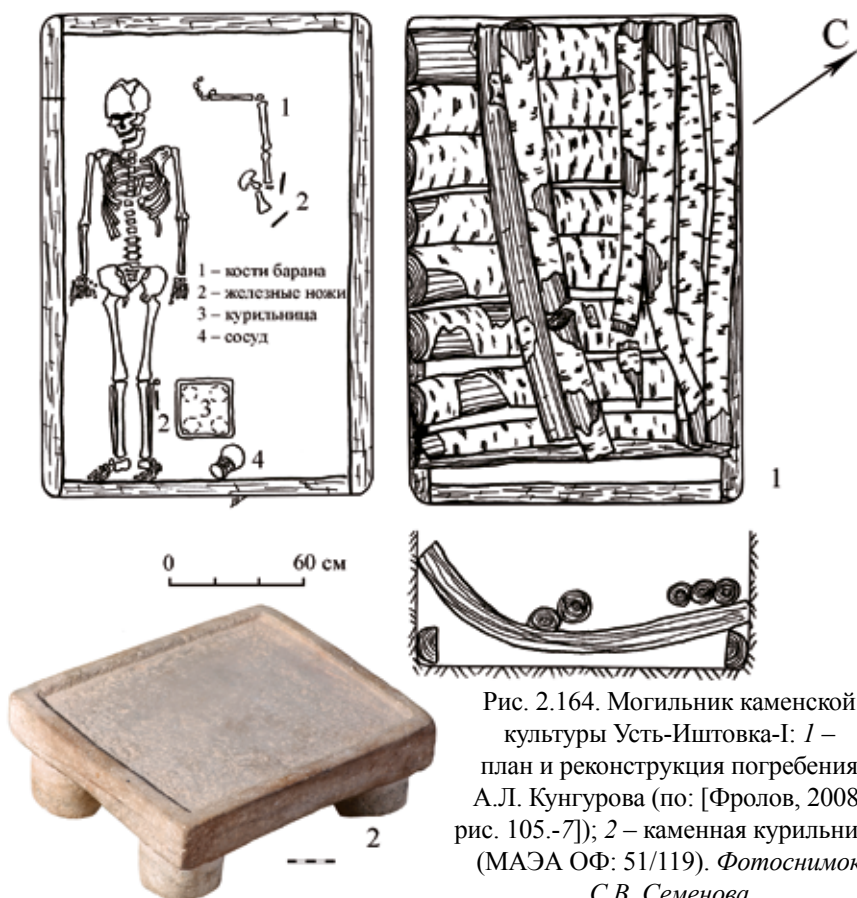 С
1
2
1 – кости барана
2 – железные ножи
3 – курильница
4 – сосуд
3
2
4
1
0 60 см
2
Рис. 2.164. Могильник каменской
культуры Усть-Иштовка-I: 1 –
план и реконструкция погребения
А.Л. Кунгурова (по: [Фролов, 2008
рис. 105.-7]); 2 – каменная курильни
(МАЭА ОФ: 51/119). Фотоснимок
С.В. Семенова